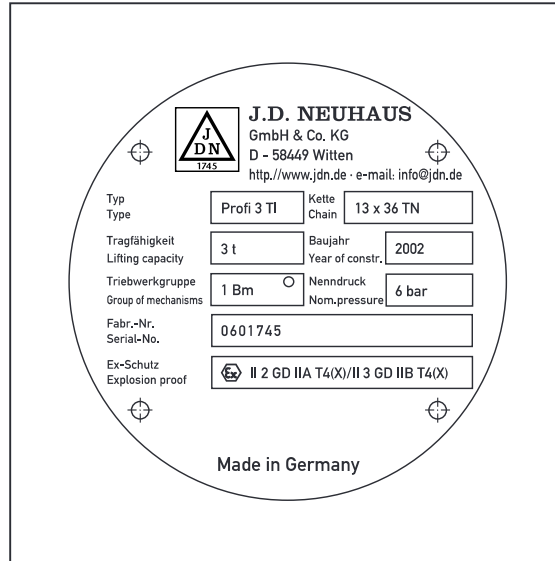 J
DN
1745
J.D. NEUHAUS
GmbH & Co. KG
D - 58449 Witten
http.//www.jdn.de · e-mail: info@jdn.de
Typ
Type
Profi 3 TI
Kette
Chain
13 x 36 TN
Tragfähigkeit
Lifting capacity
3 t
Baujahr
Year of constr.
2002
Triebwerkgruppe
Group of mechanisms
1 Bm
Nenndruck
Nom.pressure
6 bar
Fabr.-Nr.
Serial-No.
0601745
Ex-Schutz
Explosion proof
Ex II 2 GD IIA T4(X)/II 3 GD IIB T4(X)
Made in Germany